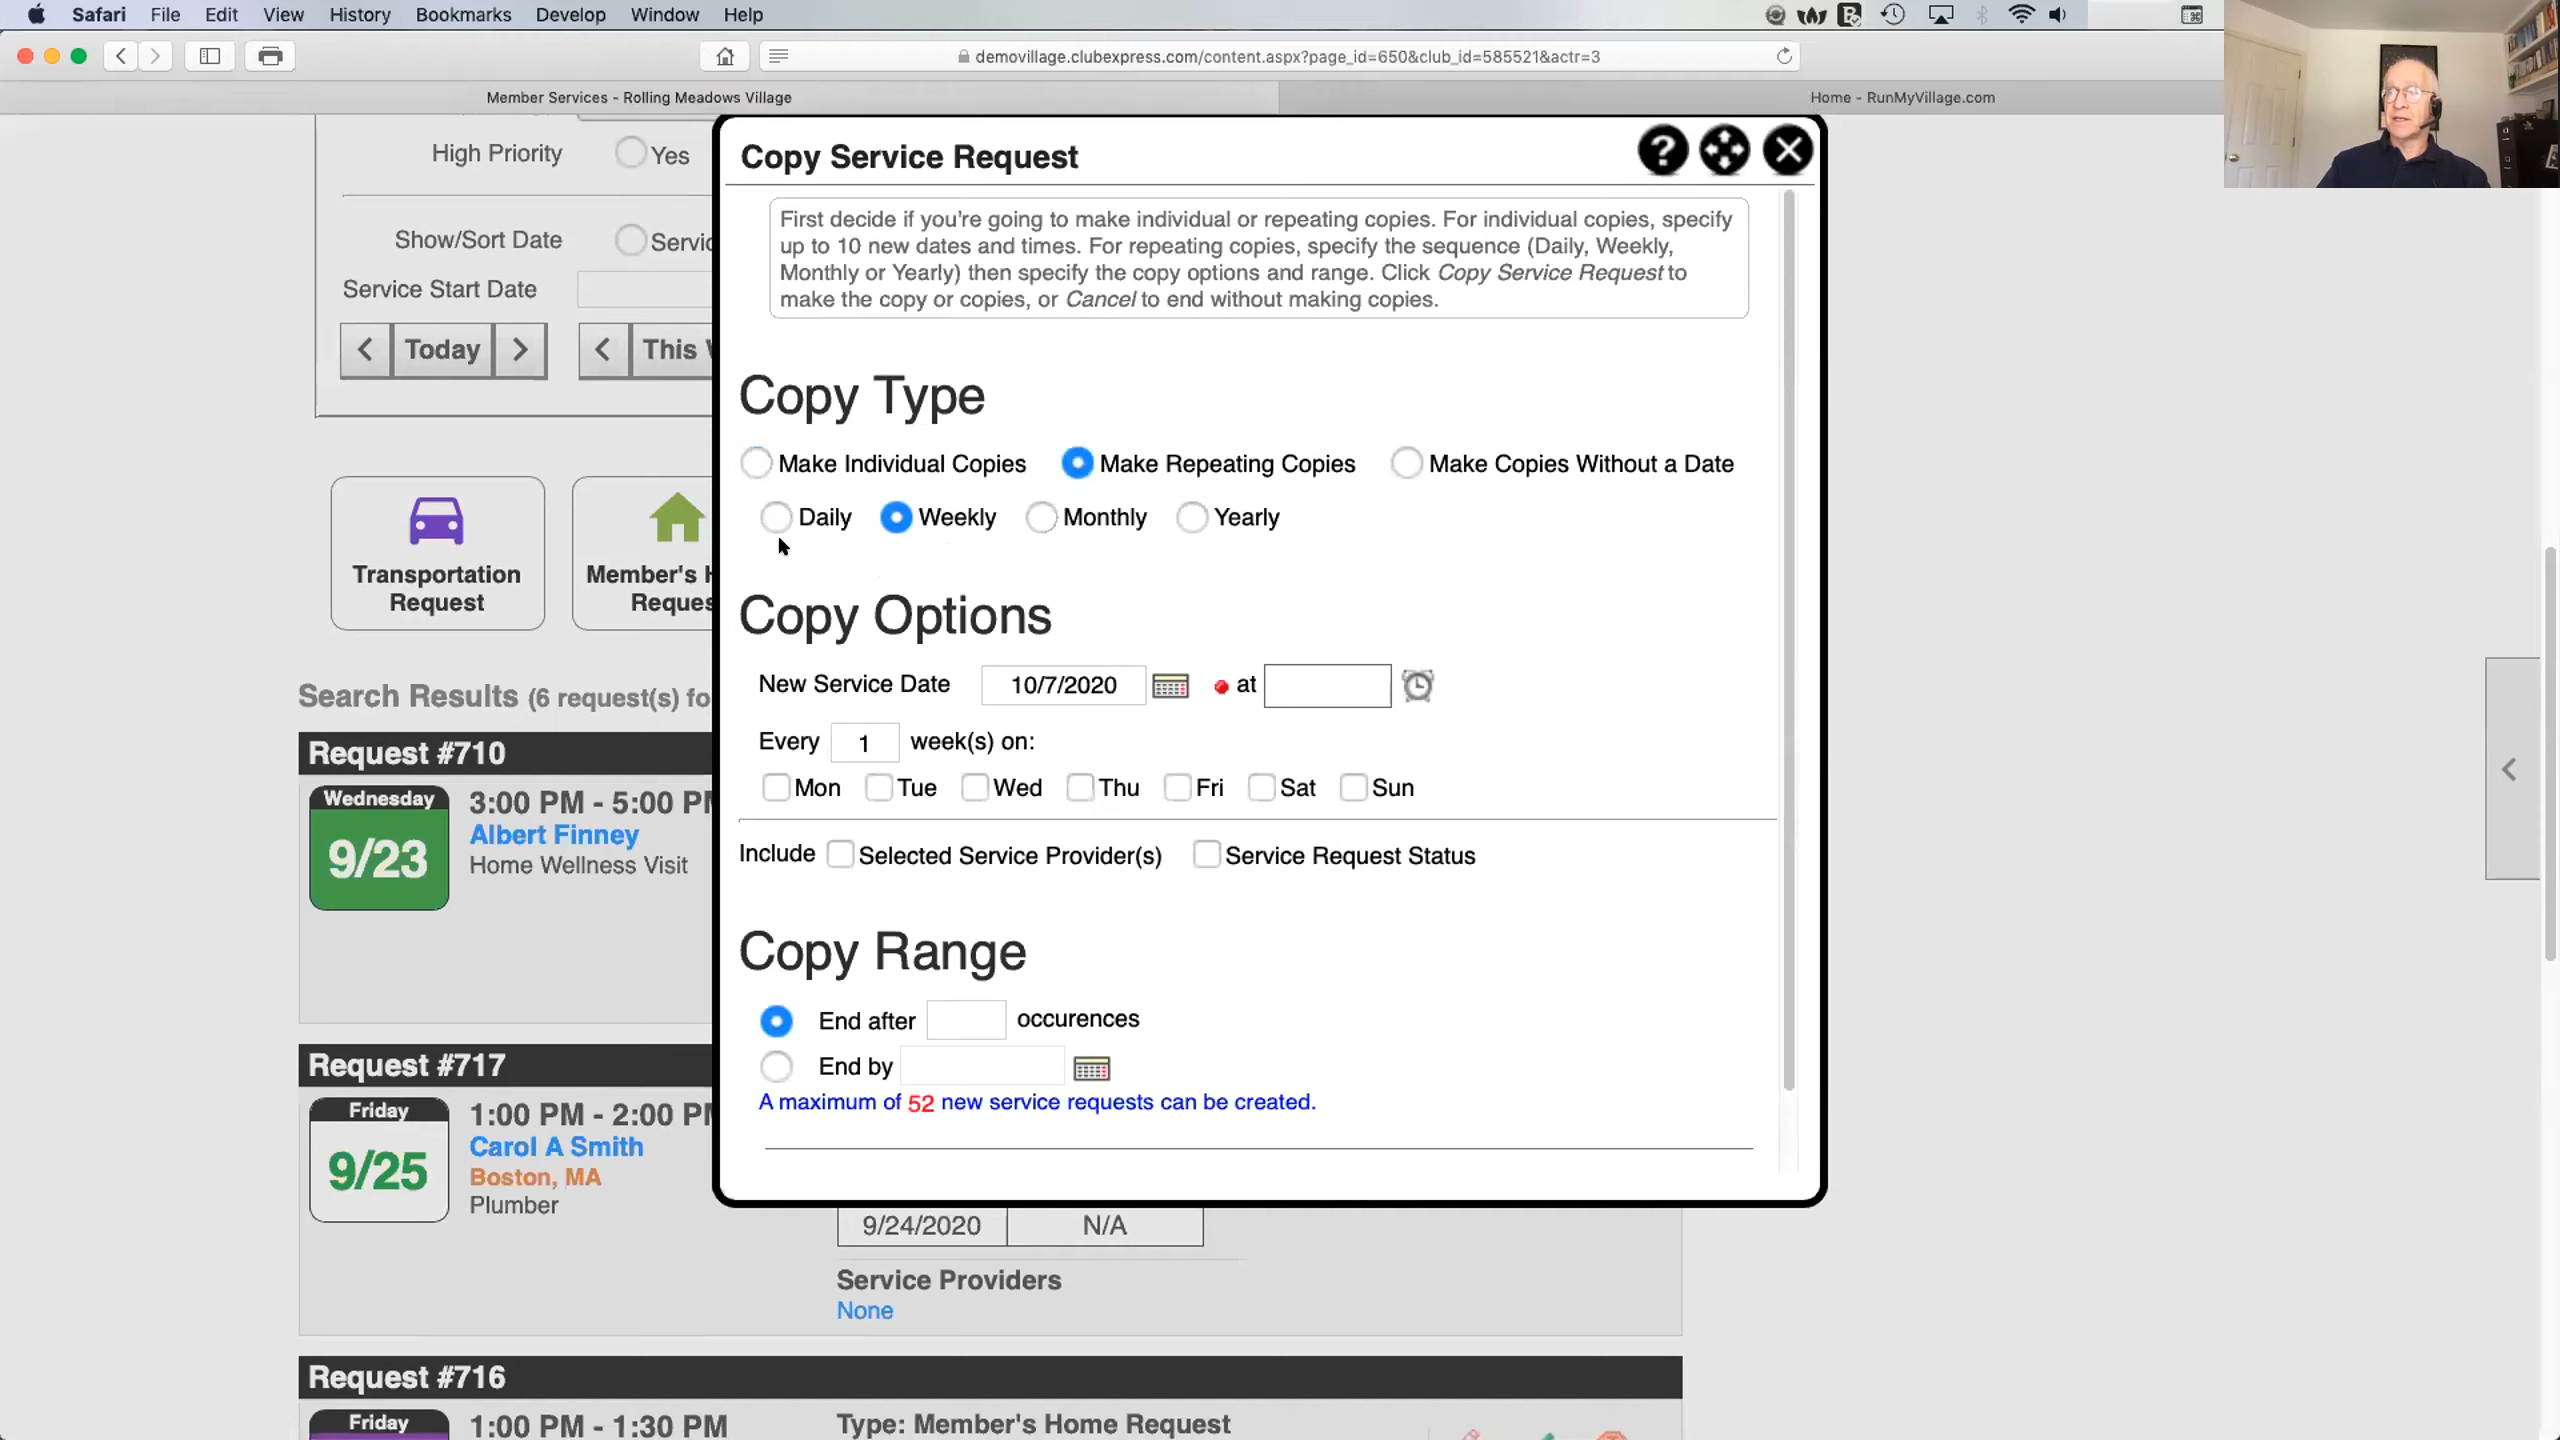 Safari File Edit View History Bookmarks Develop Window Help
demovillage.clubexpress.com/content.aspx?page_id=650&club_id=585521&actr=3
Member Services - Rolling Meadows Village
Home - RunMyVillage.com
High Priority Yes
Show/Sort Date
Service Start Date
Today
Transportation
Request
Member's
Search Results (6 request(s)
Request #710
Wednesday
9/23
3:00 PM - 5:00
Albert Finney
Home Wellness Visit
Request #717
Friday
9/25
1:00 PM - 2:00
Carol A Smith
Boston, MA
Plumber
9/24/2020 N/A
Service Providers
None
Request #716
Friday
1:00 PM - 1:30 PM
Type: Member's Home Request
Copy Service Request
First decide if you're going to make individual or repeating copies. For individual copies, specify
up to 10 new dates and times. For repeating copies, specify the sequence (Daily, Weekly,
Monthly or Yearly) then specify the copy options and range. Click Copy Service Request to
make the copy or copies, or Cancel to end without making copies.
Copy Type
Make Individual Copies Make Repeating Copies Make Copies Without a Date
Daily Weekly Monthly Yearly
Copy Options
New Service Date 10/7/2020 at
Every 1 week(s) on:
Mon Tue Wed Thu Fri Sat Sun
Include Selected Service Provider(s) Service Request Status
Copy Range
End after occurences
End by
A maximum of 52 new service requests can be created.